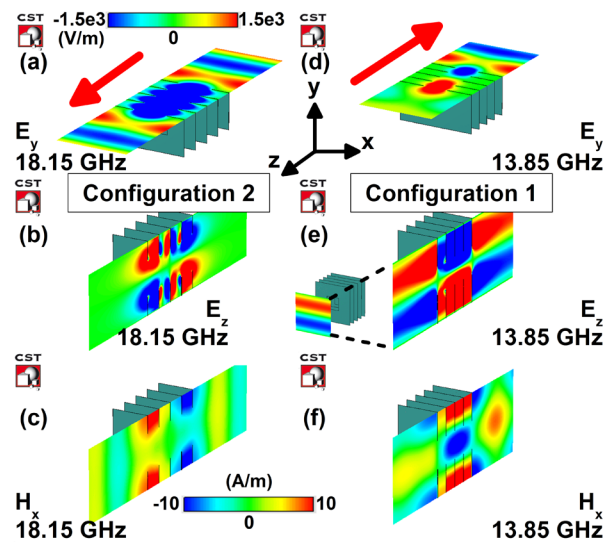 CST
-1.5e3 1.5e3
(V/m) 0
CST
(a)
(d)
y
x
z
E_y
18.15 GHz
E_y
13.85 GHz
CST
Configuration 2
CST
Configuration 1
(b)
(e)
E_z
18.15 GHz
E_z
13.85 GHz
CST
CST
(c)
(f)
(A/m)
-10 10
0
H_x
18.15 GHz
H_x
13.85 GHz